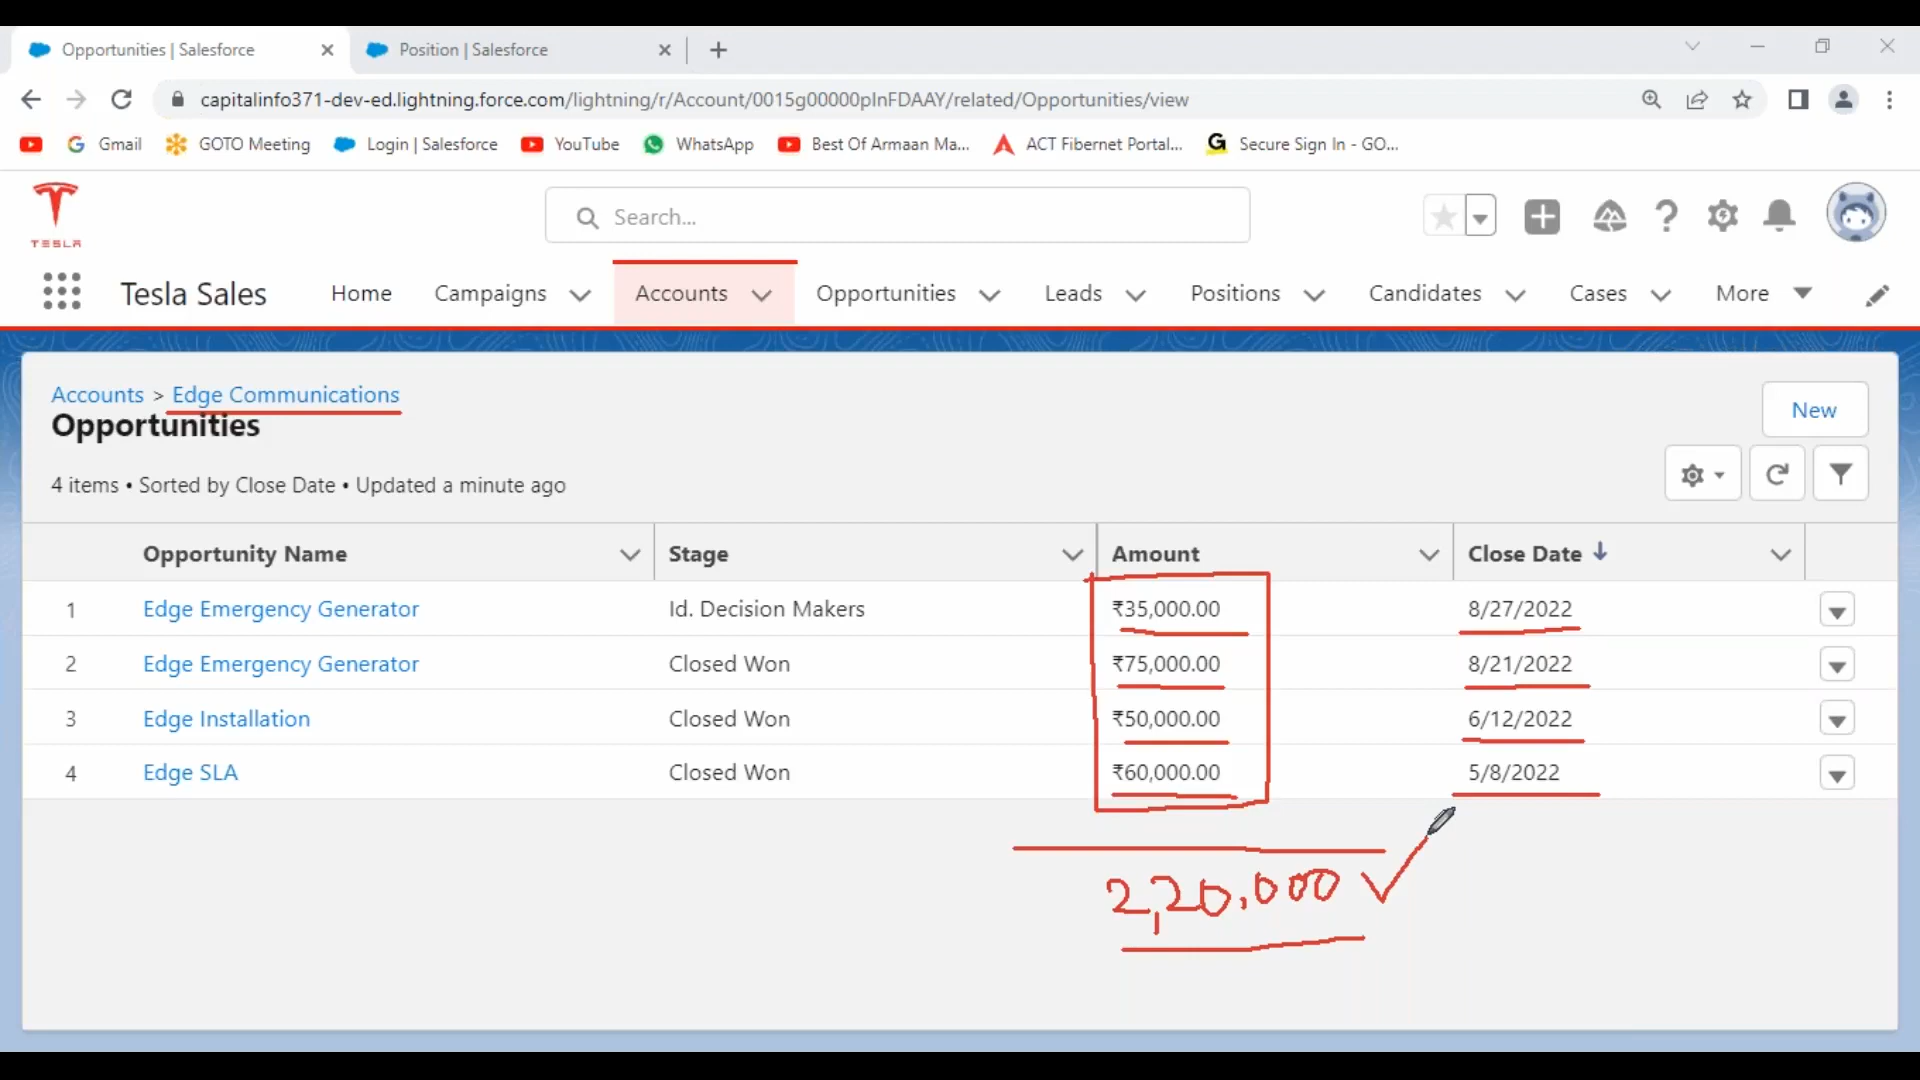 Opportunities | Salesforce
Position | Salesforce
capitalinfo371-dev-ed.lightning.force.com/lightning/r/Account/0015g00000pInFDAAY/related/Opportunities/view
Gmail GOTO Meeting Login | Salesforce YouTube WhatsApp Best Of Armaan Ma... ACT Fibernet Portal... Secure Sign In - GO...
TESLA
Search...
Tesla Sales Home Campaigns Accounts Opportunities Leads Positions Candidates Cases More
Accounts > Edge Communications
Opportunities
New
4 items • Sorted by Close Date • Updated a minute ago
Opportunity Name Stage Amount Close Date
1 Edge Emergency Generator Id. Decision Makers ₹35,000.00 8/27/2022
2 Edge Emergency Generator Closed Won ₹75,000.00 8/21/2022
3 Edge Installation Closed Won ₹50,000.00 6/12/2022
4 Edge SLA Closed Won ₹60,000.00 5/8/2022
2,20,000